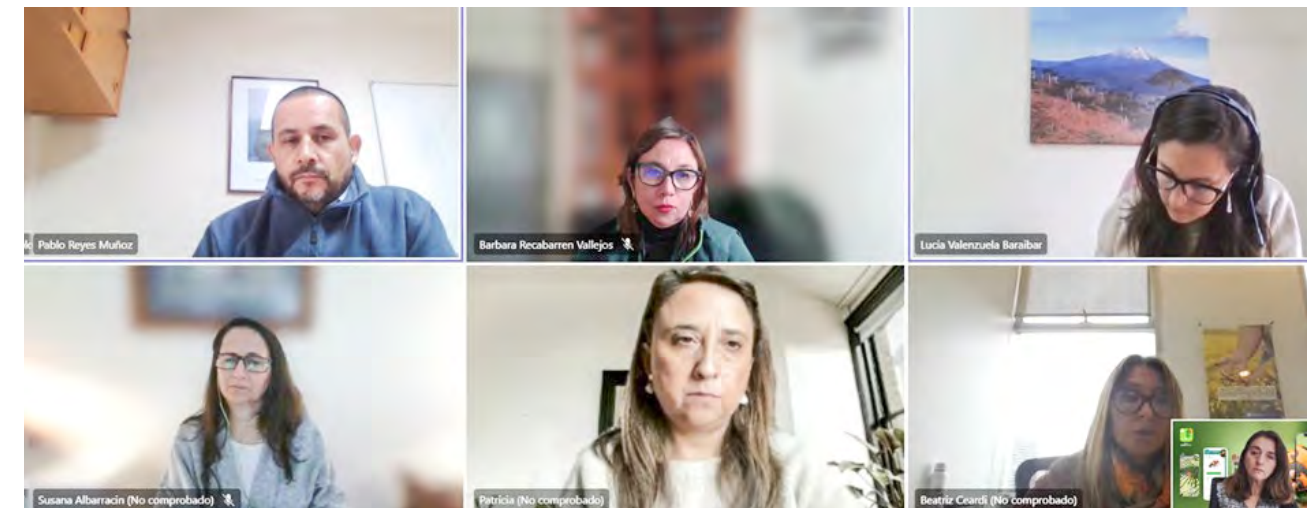 Pablo Reyes Muñoz
Barbara Recabarren Vallejos
Lucia Valenzuela Baraibar
Susana Albarracin (No comprobado)
Patricia (No comprobado)
Beatriz Ceardi (No comprobado)